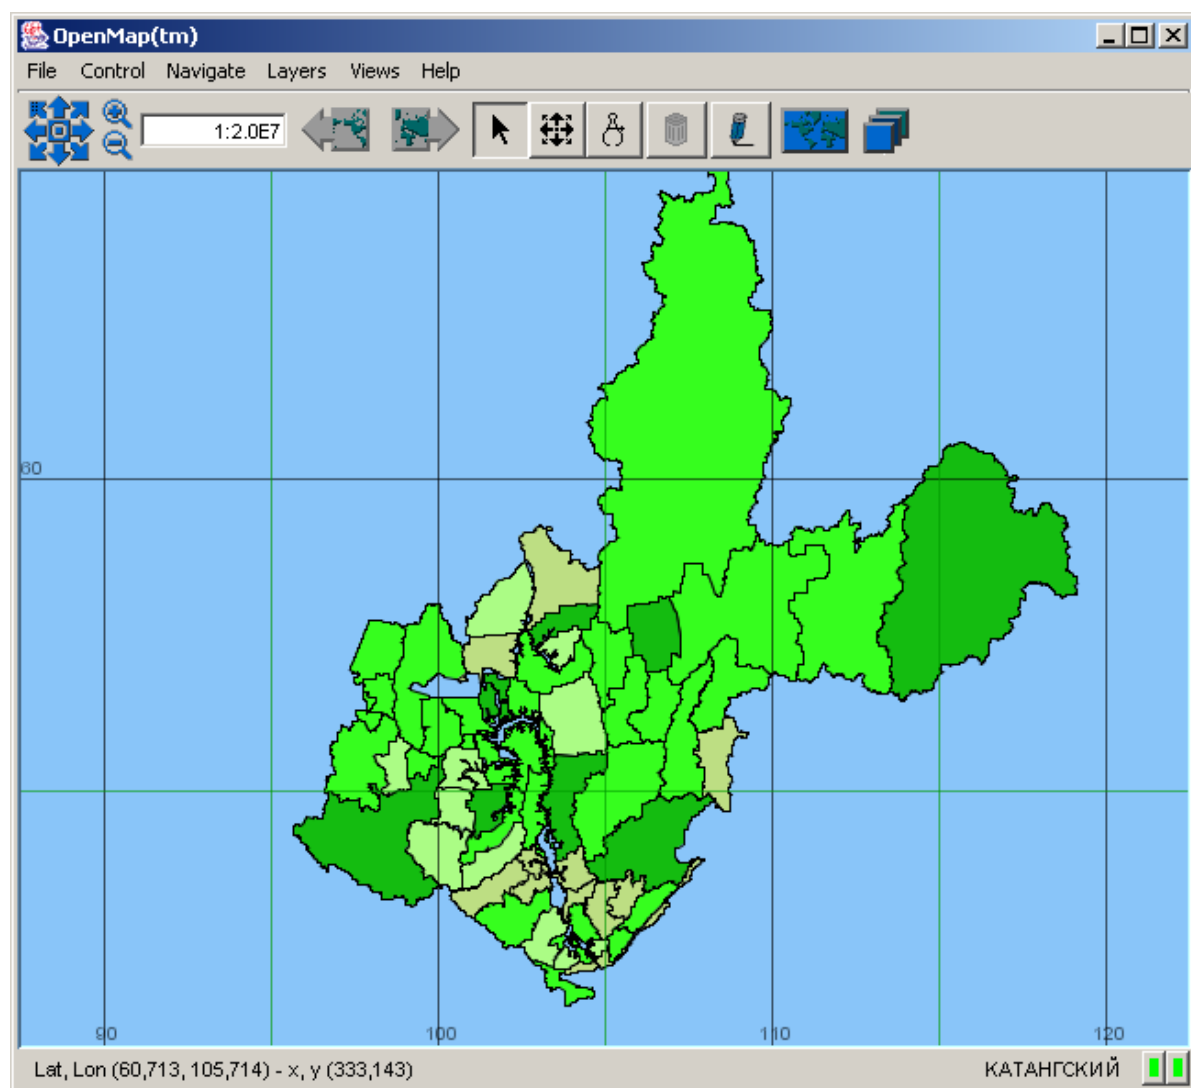 OpenMap(tm)
File Control Navigate Layers Views Help
1:2.0E7
60
90 100 110 120
Lat, Lon (60,713, 105,714) - x, y (333,143) КАТАНГСКИЙ